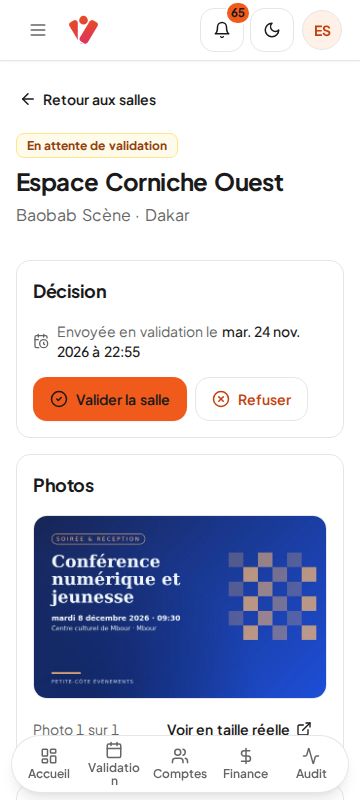 65
ES
Retour aux salles
En attente de validation
Espace Corniche Ouest
Baobab Scène · Dakar
Décision
Envoyée en validation le mar. 24 nov.
2026 à 22:55
Valider la salle
Refuser
Photos
SOIRÉE & RÉCEPTION
Conférence
numérique et
jeunesse
mardi 8 décembre 2026 · 09:30
Centre culturel de Mbour · Mbour
PETITE-CÔTE ÉVÉNEMENTS
Photo 1 sur 1
Voir en taille réelle
Accueil
Validatio
n
Comptes
Finance
Audit